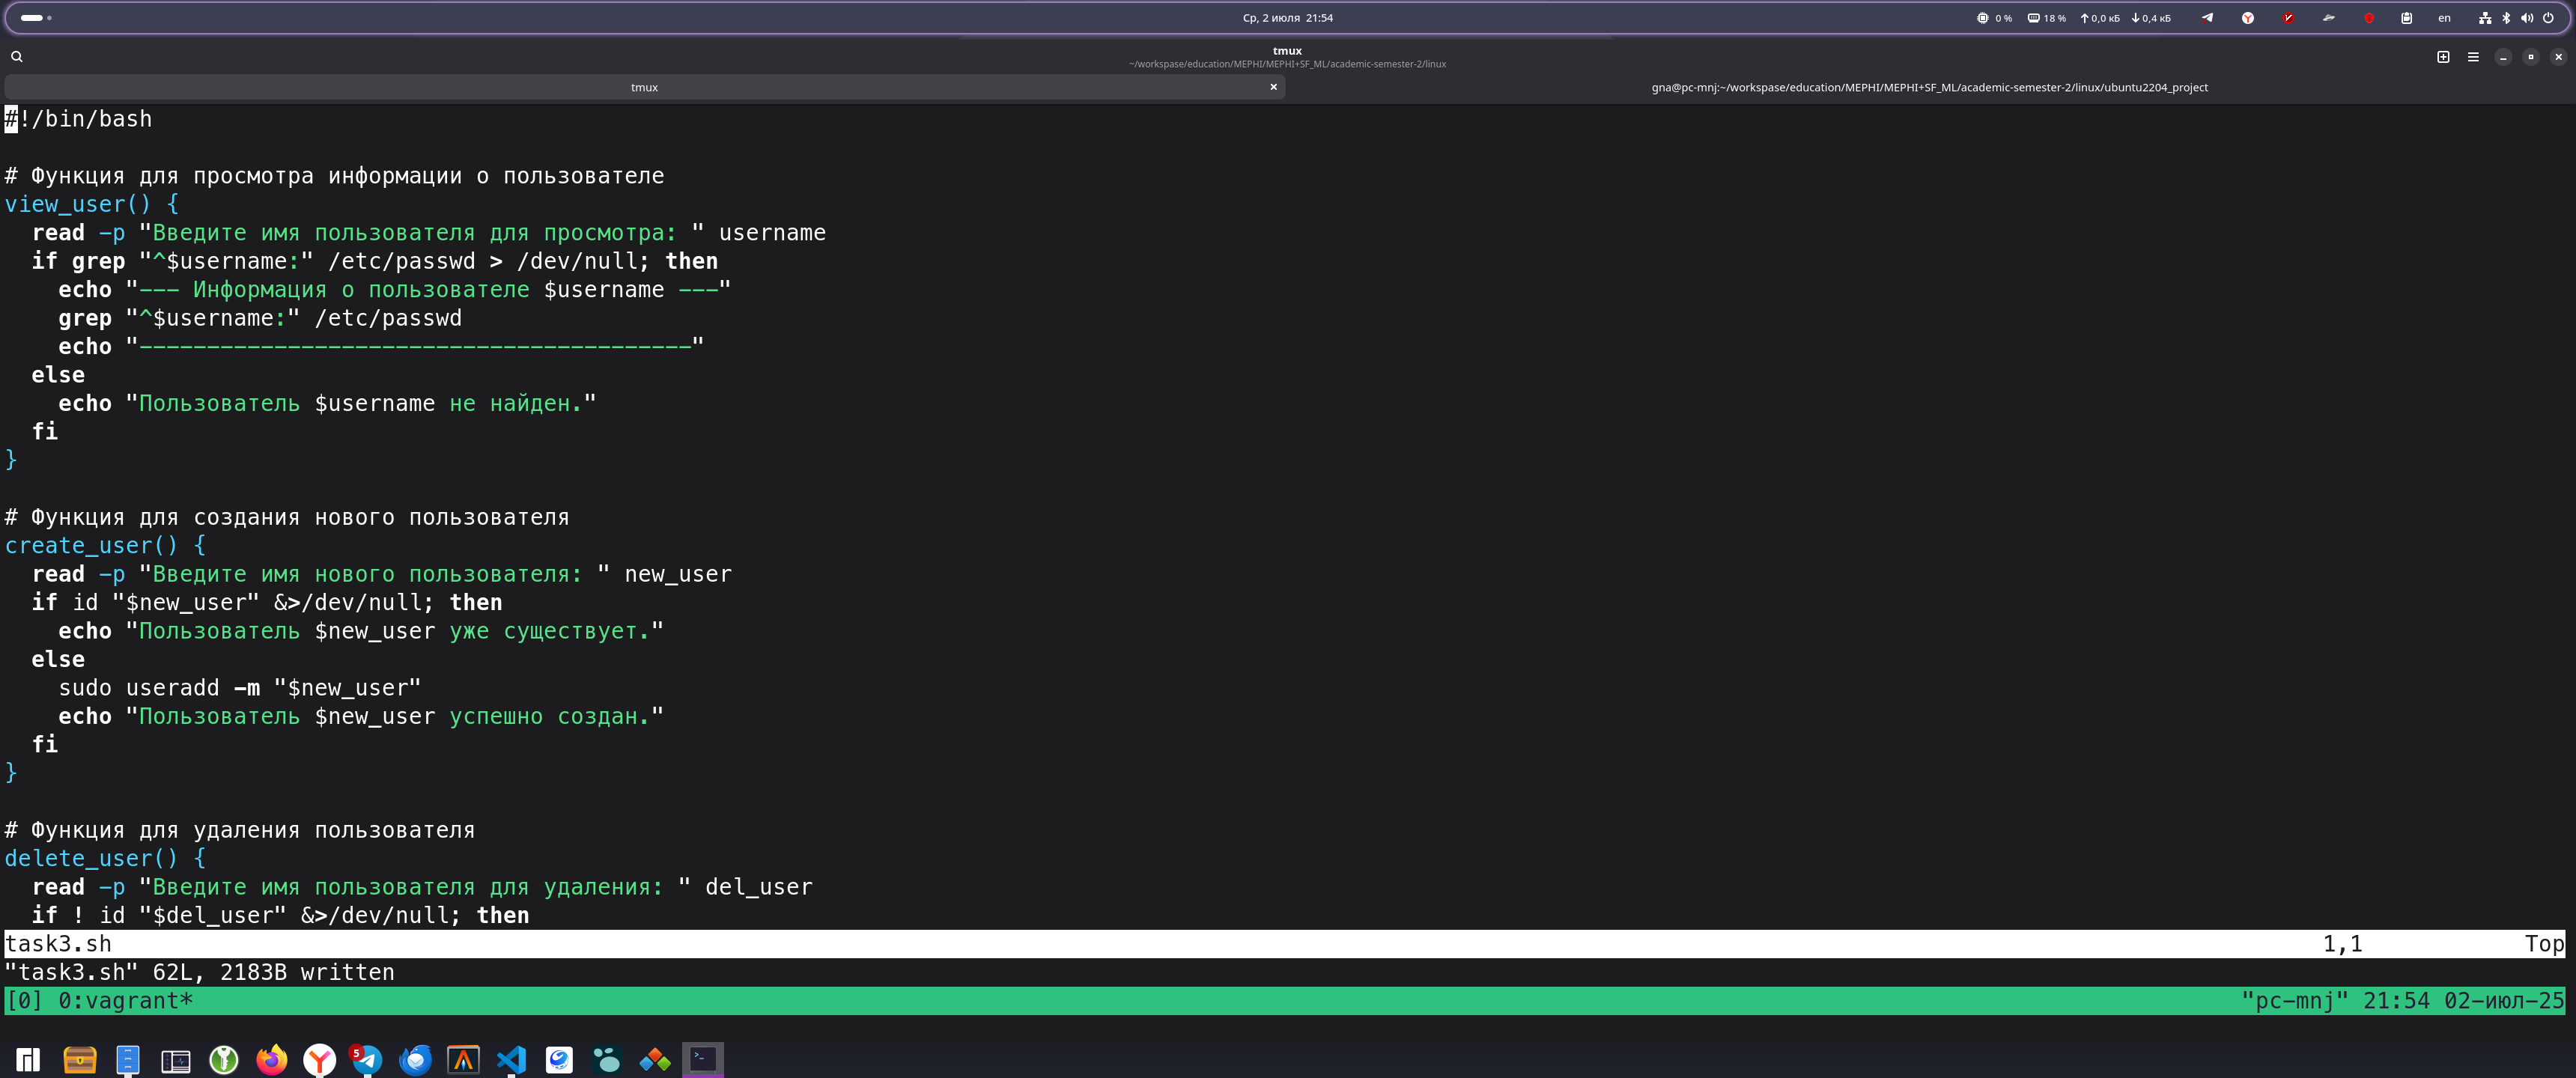 Ср, 2 июля 21:54
0 % 18 % 0,0 кБ 0,4 кБ en
tmux
~/workspase/education/MEPHI/MEPHI+SF_ML/academic-semester-2/linux
tmux
gna@pc-mnj:~/workspase/education/MEPHI/MEPHI+SF_ML/academic-semester-2/linux/ubuntu2204_project
#!/bin/bash

# Функция для просмотра информации о пользователе
view_user() {
  read -p "Введите имя пользователя для просмотра: " username
  if grep "^$username:" /etc/passwd > /dev/null; then
    echo "--- Информация о пользователе $username ---"
    grep "^$username:" /etc/passwd
    echo "-----------------------------------------"
  else
    echo "Пользователь $username не найден."
  fi
}

# Функция для создания нового пользователя
create_user() {
  read -p "Введите имя нового пользователя: " new_user
  if id "$new_user" &>/dev/null; then
    echo "Пользователь $new_user уже существует."
  else
    sudo useradd -m "$new_user"
    echo "Пользователь $new_user успешно создан."
  fi
}

# Функция для удаления пользователя
delete_user() {
  read -p "Введите имя пользователя для удаления: " del_user
  if ! id "$del_user" &>/dev/null; then
task3.sh 1,1 Top
"task3.sh" 62L, 2183B written
[0] 0:vagrant* "pc-mnj" 21:54 02-июл-25
5